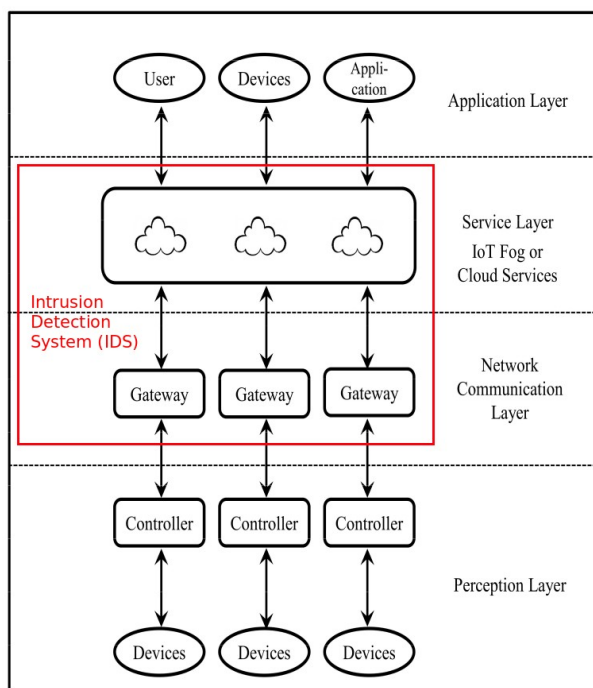 User
Devices
Appli-
cation
Application Layer
Service Layer
IoT Fog or
Cloud Services
Intrusion
Detection
System (IDS)
Gateway
Gateway
Gateway
Network
Communication
Layer
Controller
Controller
Controller
Perception Layer
Devices
Devices
Devices